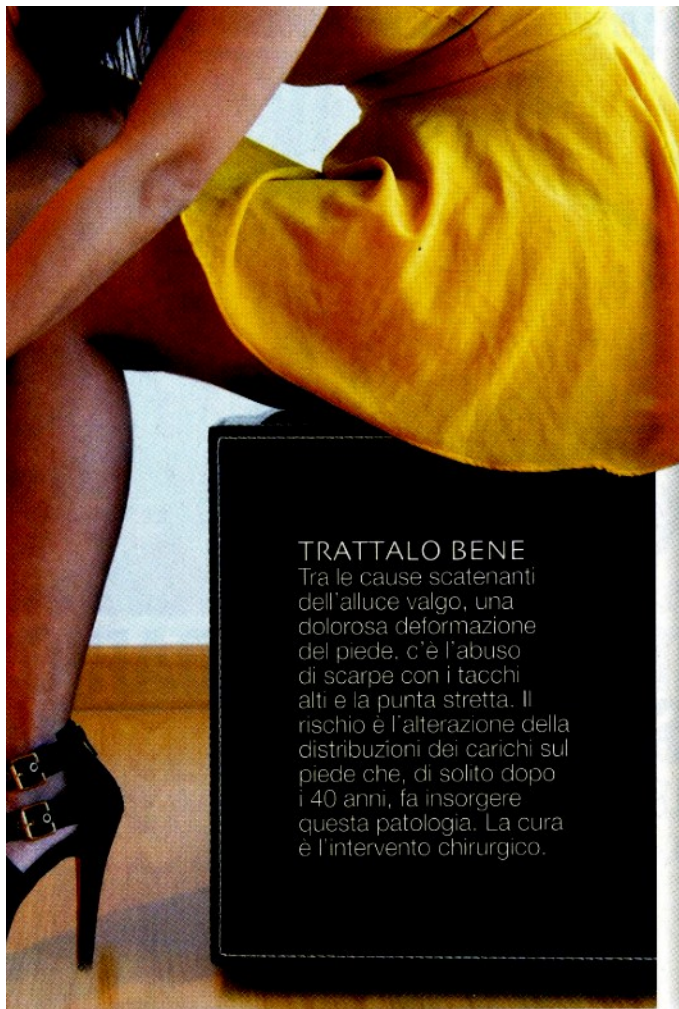 TRATTALO BENE
Tra le cause scatenanti
dell'alluce valgo, una
dolorosa deformazione
del piede, c'è l'abuso
di scarpe con i tacchi
alti e la punta stretta. Il
rischio è l'alterazione della
distribuzioni dei carichi sul
piede che, di solito dopo
i 40 anni, fa insorgere
questa patologia. La cura
è l'intervento chirurgico.